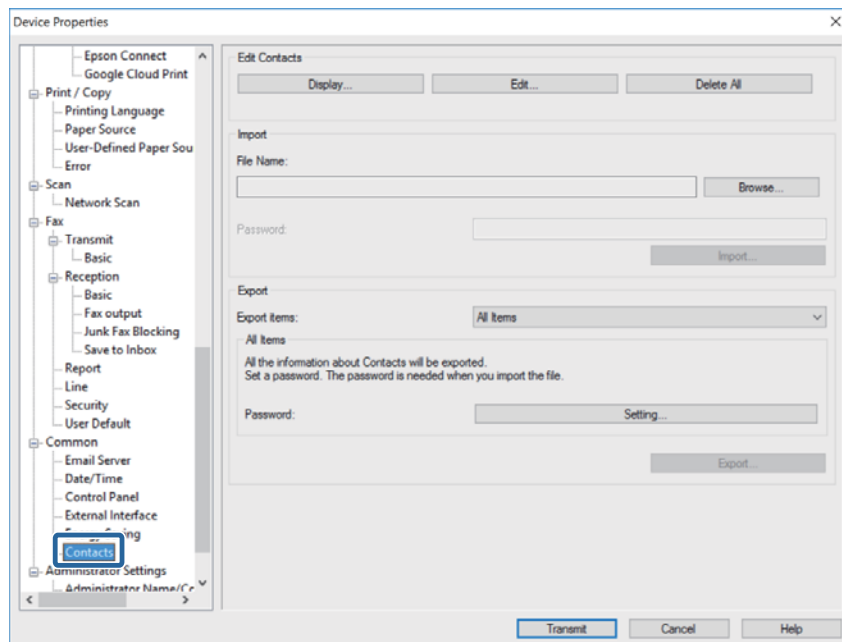 Device Properties
Epson Connect
Google Cloud Print
Print / Copy
Printing Language
Paper Source
User-Defined Paper Sou
Error
Scan
Network Scan
Fax
Transmit
Basic
Reception
Basic
Fax output
Junk Fax Blocking
Save to Inbox
Report
Line
Security
User Default
Common
Email Server
Date/Time
Control Panel
External Interface
Contacts
Administrator Settings
Administrator Name/Cc
Edit Contacts
Display... Edit... Delete All
Import
File Name:
Browse...
Password:
Import...
Export
Export items: All Items
All Items
All the information about Contacts will be exported.
Set a password. The password is needed when you import the file.
Password: Setting...
Export...
Transmit Cancel Help